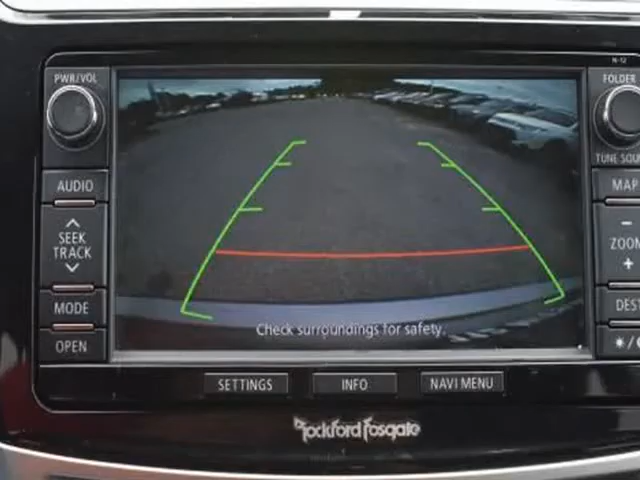 N-12
PWR/VOL
FOLDER
TUNE SOU
AUDIO
MAP
SEEK
TRACK
−
ZOOM
+
MODE
DEST
OPEN
Check surroundings for safety.
SETTINGS
INFO
NAVI MENU
Rockford Fosgate